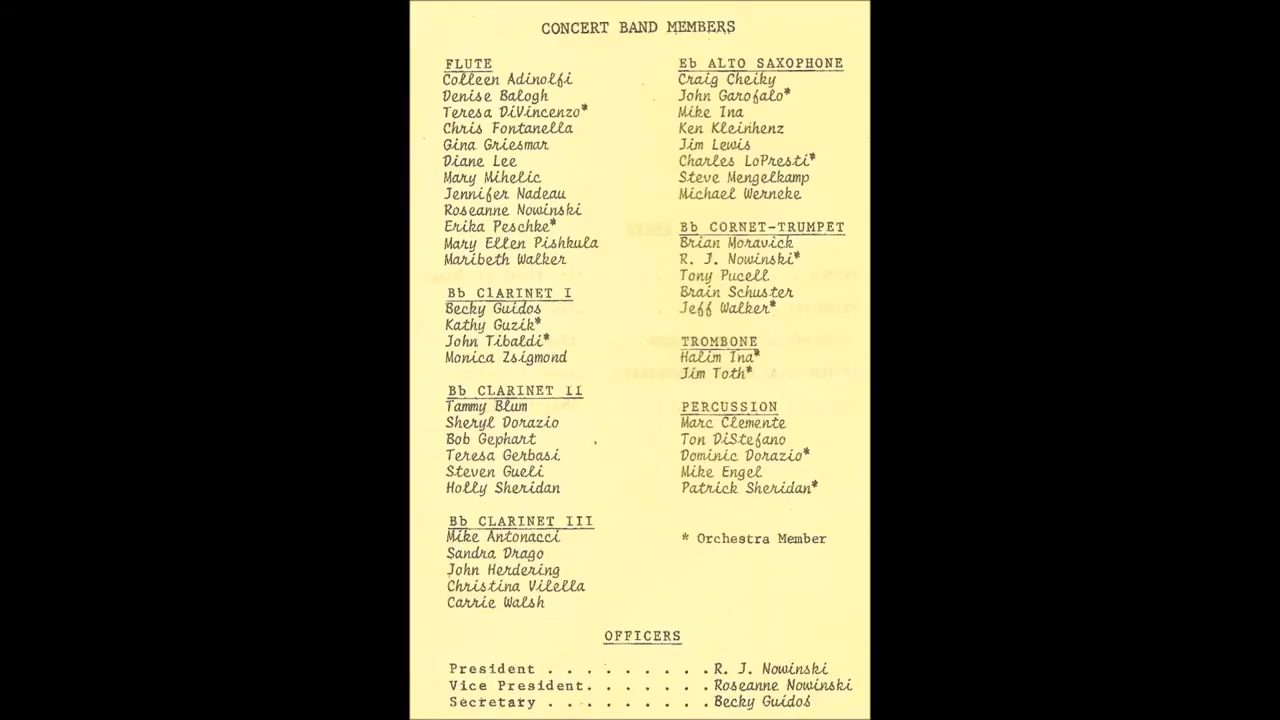 CONCERT BAND MEMBERS
FLUTE
Colleen Adinolfi
Denise Balogh
Teresa DiVincenzo*
Chris Fontanella
Gina Griesmar
Diane Lee
Mary Mihelic
Jennifer Nadeau
Roseanne Nowinski
Erika Peschke*
Mary Ellen Pishkula
Maribeth Walker
Bb ClARINET I
Becky Guidos
Kathy Guzik*
John Tibaldi*
Monica Zsigmond
Bb CLARINET II
Tammy Blum
Sheryl Dorazio
Bob Gephart
Teresa Gerbasi
Steven Gueli
Holly Sheridan
Bb CLARINET III
Mike Antonacci
Sandra Drago
John Herdering
Christina Vilella
Carrie Walsh
Eb ALTO SAXOPHONE
Craig Cheiky
John Garofalo*
Mike Ina
Ken Kleinhenz
Jim Lewis
Charles LoPresti*
Steve Mengelkamp
Michael Werneke
Bb CORNET-TRUMPET
Brian Moravick
R. J. Nowinski*
Tony Pucell
Brain Schuster
Jeff Walker*
TROMBONE
Halim Ina*
Jim Toth*
PERCUSSION
Marc Clemente
Ton DiStefano
Dominic Dorazio*
Mike Engel
Patrick Sheridan*
* Orchestra Member
OFFICERS
President . . . . . . . . . .R. J. Nowinski
Vice President. . . . . . . .Roseanne Nowinski
Secretary . . . . . . . . . .Becky Guidos